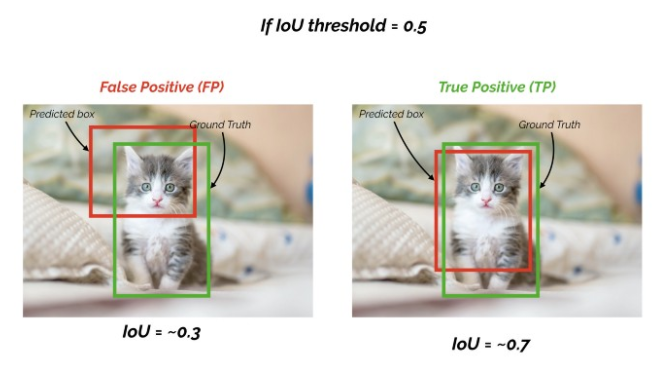 If IoU threshold = 0.5
False Positive (FP)
True Positive (TP)
Predicted box
Ground Truth
Predicted box
Ground Truth
IoU = ~0.3
IoU = ~0.7